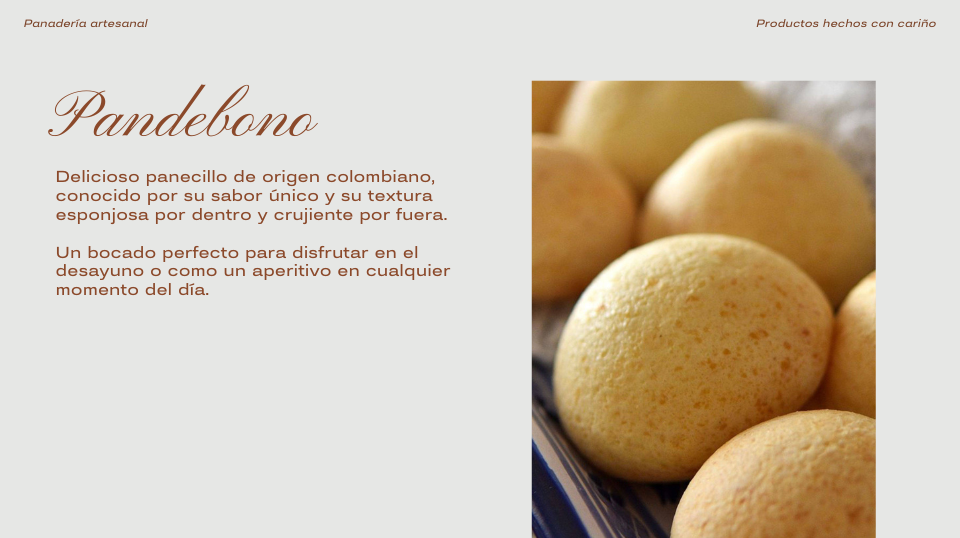 Panadería artesanal
Productos hechos con cariño
Pandebono
Delicioso panecillo de origen colombiano,
conocido por su sabor único y su textura
esponjosa por dentro y crujiente por fuera.
Un bocado perfecto para disfrutar en el
desayuno o como un aperitivo en cualquier
momento del día.